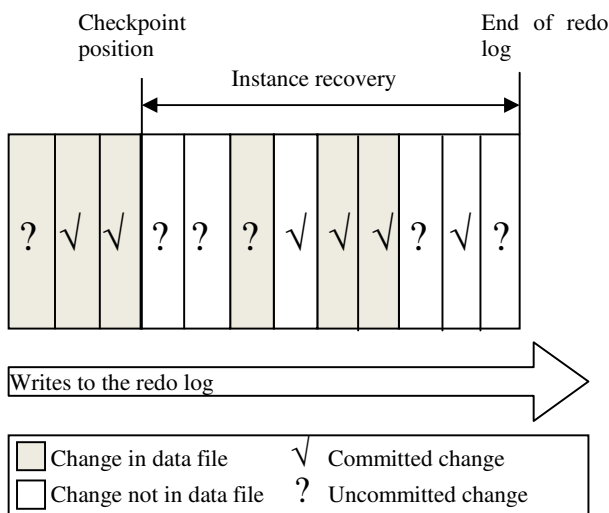 Checkpoint
position
End of redo
log
Instance recovery
? √ √ ? ? ? √ √ √ ? √ ?
Writes to the redo log
Change in data file √ Committed change
Change not in data file ? Uncommitted change